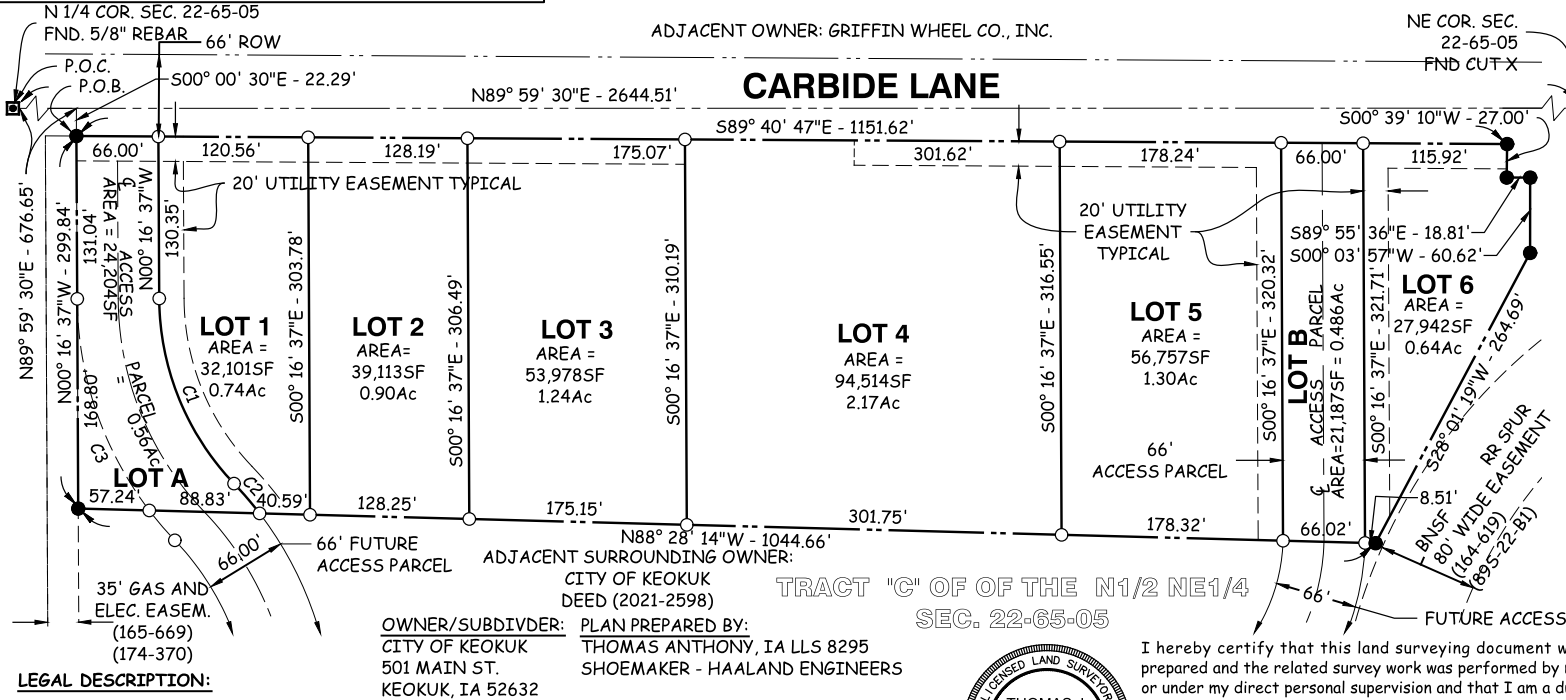 N 1/4 COR. SEC. 22-65-05
FND. 5/8" REBAR
66' ROW
P.O.C.
P.O.B.
S00° 00' 30"E - 22.29'
ADJACENT OWNER: GRIFFIN WHEEL CO., INC.
NE COR. SEC.
22-65-05
FND CUT X
CARBIDE LANE
N89° 59' 30"E - 2644.51'
S89° 40' 47"E - 1151.62'
S00° 39' 10"W - 27.00'
66.00'
120.56'
128.19'
175.07'
301.62'
178.24'
66.00'
115.92'
20' UTILITY EASEMENT TYPICAL
20' UTILITY
EASEMENT
TYPICAL
S89° 55' 36"E - 18.81'
S00° 03' 57"W - 60.62'
N89° 59' 30"E - 676.65'
N00° 16' 37"W - 299.84'
131.04'
168.80'
AREA = 24,204SF
℄ ACCESS
PARCEL
= 0.56Ac
N00° 16' 37"W
130.35'
C1
C2
C3
LOT A
LOT 1
AREA =
32,101SF
0.74Ac
S00° 16' 37"E - 303.78'
LOT 2
AREA=
39,113SF
0.90Ac
S00° 16' 37"E - 306.49'
LOT 3
AREA =
53,978SF
1.24Ac
S00° 16' 37"E - 310.19'
LOT 4
AREA =
94,514SF
2.17Ac
S00° 16' 37"E - 316.55'
LOT 5
AREA =
56,757SF
1.30Ac
66'
ACCESS PARCEL
S00° 16' 37"E - 320.32'
LOT B
℄ ACCESS PARCEL
AREA=21,187SF = 0.486Ac
S00° 16' 37"E - 321.71'
LOT 6
AREA =
27,942SF
0.64Ac
S28° 01' 19"W - 264.69'
RR SPUR
BNSF EASEMENT
80' WIDE
(164-619)
(895-22-B1)
8.51'
57.24'
88.83'
40.59'
128.25'
175.15'
301.75'
178.32'
66.02'
N88° 28' 14"W - 1044.66'
66.00'
66' FUTURE
ACCESS PARCEL
66'
FUTURE ACCESS
35' GAS AND
ELEC. EASEM.
(165-669)
(174-370)
ADJACENT SURROUNDING OWNER:
CITY OF KEOKUK
DEED (2021-2598)
TRACT "C" OF OF THE N1/2 NE1/4
SEC. 22-65-05
OWNER/SUBDIVDER:
CITY OF KEOKUK
501 MAIN ST.
KEOKUK, IA 52632
PLAN PREPARED BY:
THOMAS ANTHONY, IA LLS 8295
SHOEMAKER - HAALAND ENGINEERS
LEGAL DESCRIPTION:
LICENSED LAND SURVEYOR
I hereby certify that this land surveying document w
prepared and the related survey work was performed by
or under my direct personal supervision and that I am a d